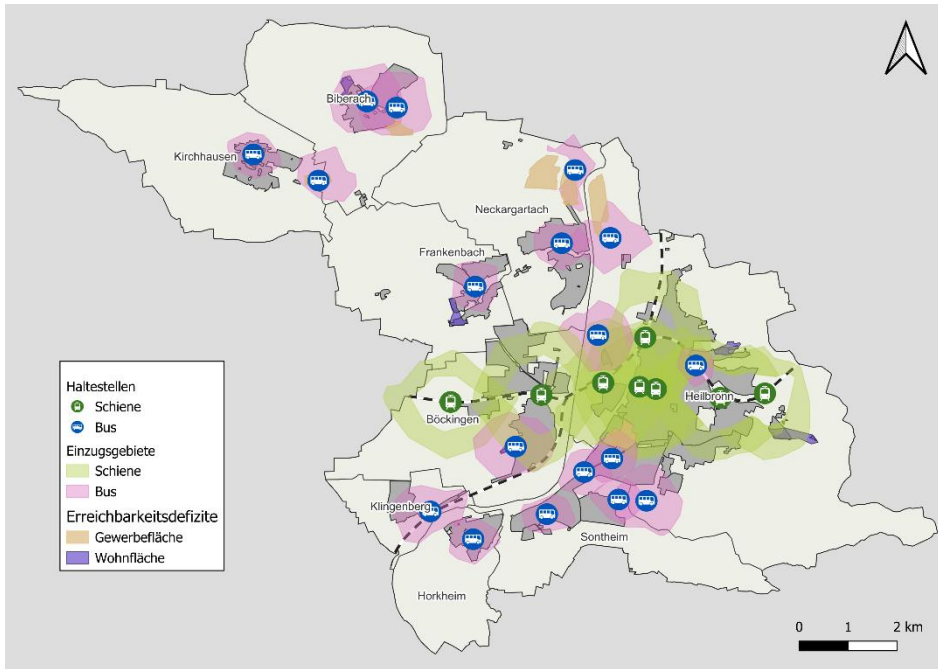 Biberach
Kirchhausen
Neckargartach
Frankenbach
Haltestellen
Schiene
Bus
Einzugsgebiete
Schiene
Bus
Erreichbarkeitsdefizite
Gewerbefläche
Wohnfläche
Heilbronn
Böckingen
Klingenberg
Sontheim
Horkheim
0 1 2 km